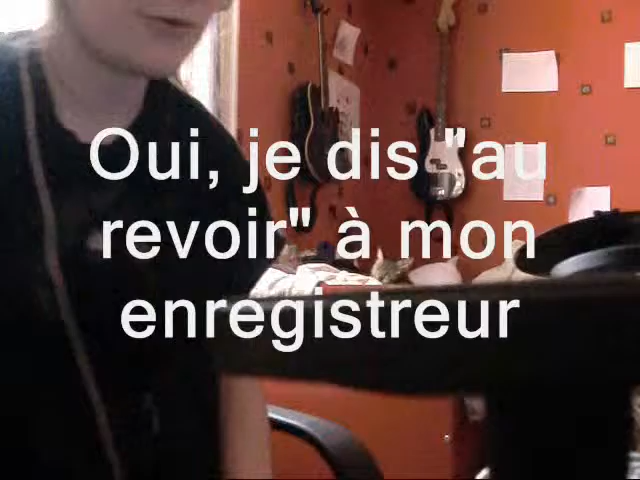 Oui, je dis "au
revoir" à mon
enregistreur